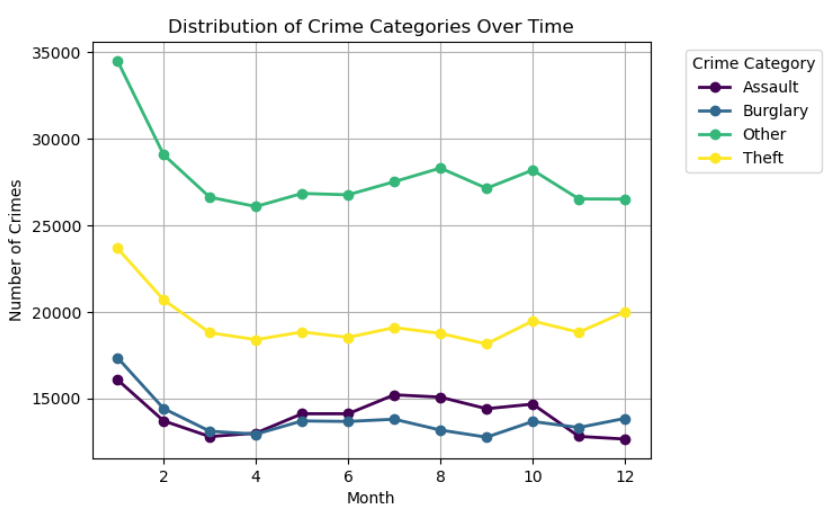 Distribution of Crime Categories Over Time
Number of Crimes
35000
30000
25000
20000
15000
2 4 6 8 10 12
Month
Crime Category
Assault
Burglary
Other
Theft